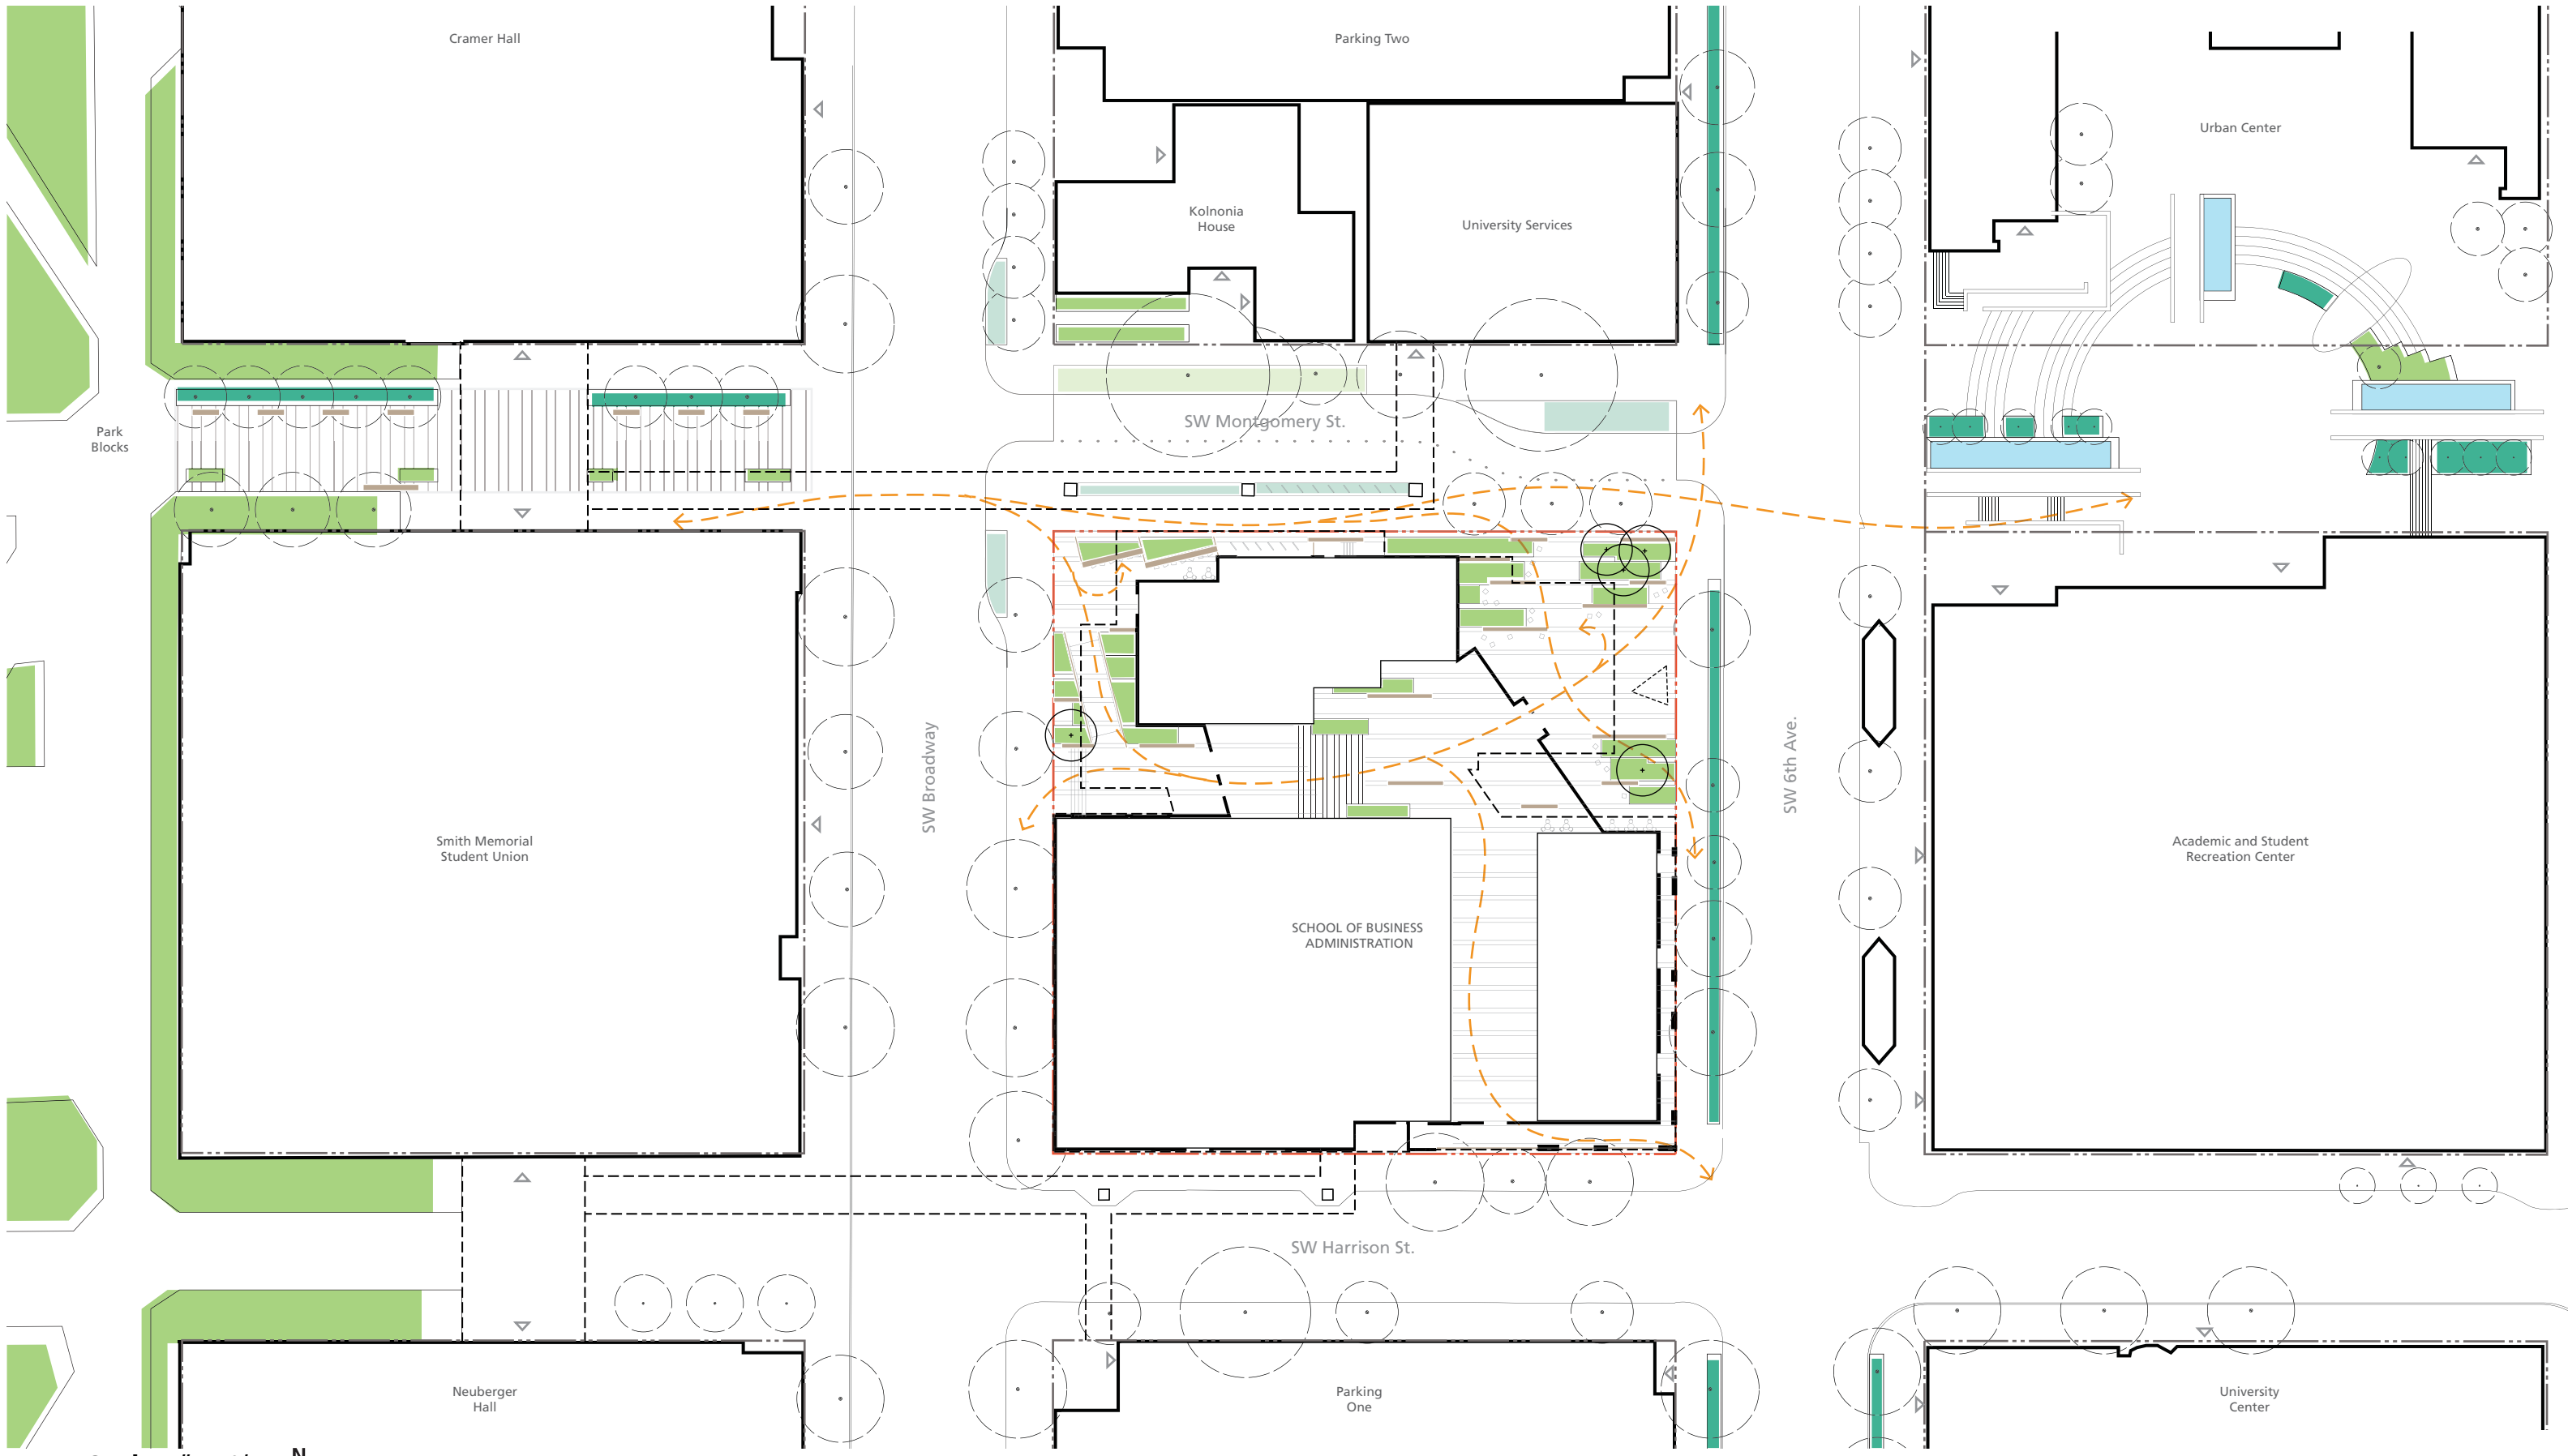 Cramer Hall
Parking Two
Urban Center
Kolnonia
House
University Services
Park
Blocks
SW Montgomery St.
SW Broadway
SW 6th Ave.
Smith Memorial
Student Union
Academic and Student
Recreation Center
SCHOOL OF BUSINESS
ADMINISTRATION
SW Harrison St.
Neuberger
Hall
Parking
One
University
Center
N